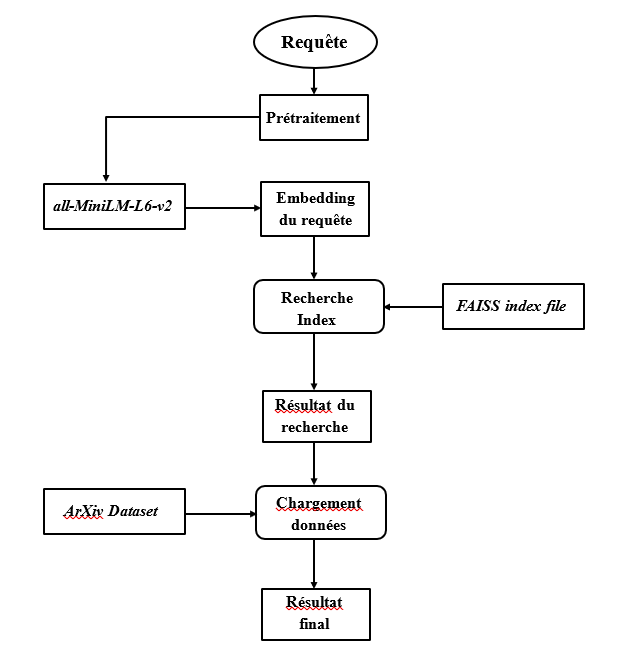 Requête
Prétraitement
all-MiniLM-L6-v2
Embedding
du requête
Recherche
Index
FAISS index file
Résultat du
recherche
ArXiv Dataset
Chargement
données
Résultat
final